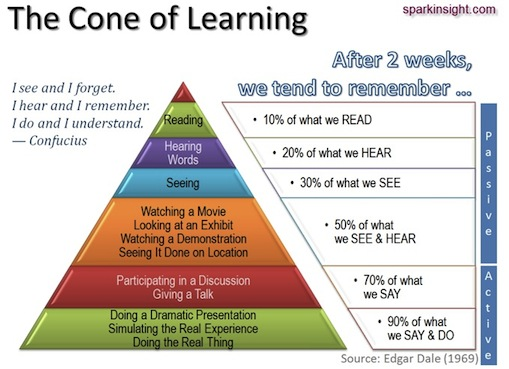 The Cone of Learning
sparkinsight.com
After 2 weeks,
we tend to remember ...
I see and I forget.
I hear and I remember.
I do and I understand.
— Confucius
Reading
• 10% of what we READ
Hearing
Words
• 20% of what we HEAR
Seeing
• 30% of what we SEE
Watching a Movie
Looking at an Exhibit
Watching a Demonstration
Seeing It Done on Location
• 50% of what
we SEE & HEAR
Participating in a Discussion
Giving a Talk
• 70% of what
we SAY
Doing a Dramatic Presentation
Simulating the Real Experience
Doing the Real Thing
• 90% of what
we SAY & DO
Passive
Active
Source: Edgar Dale (1969)